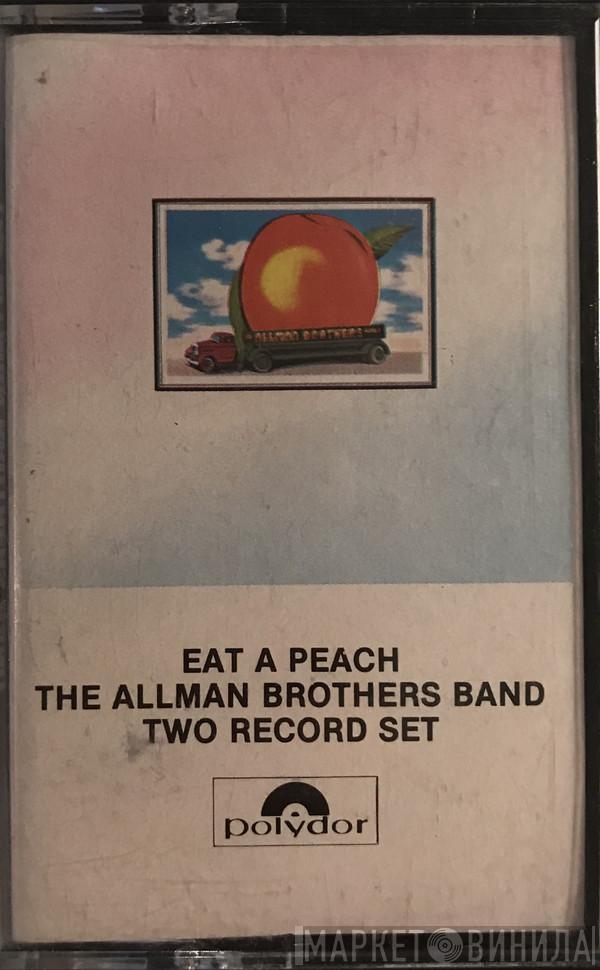 ALLMAN BROTHERS
EAT A PEACH
THE ALLMAN BROTHERS BAND
TWO RECORD SET
polydor
МАРКЕТ ВИНИЛА